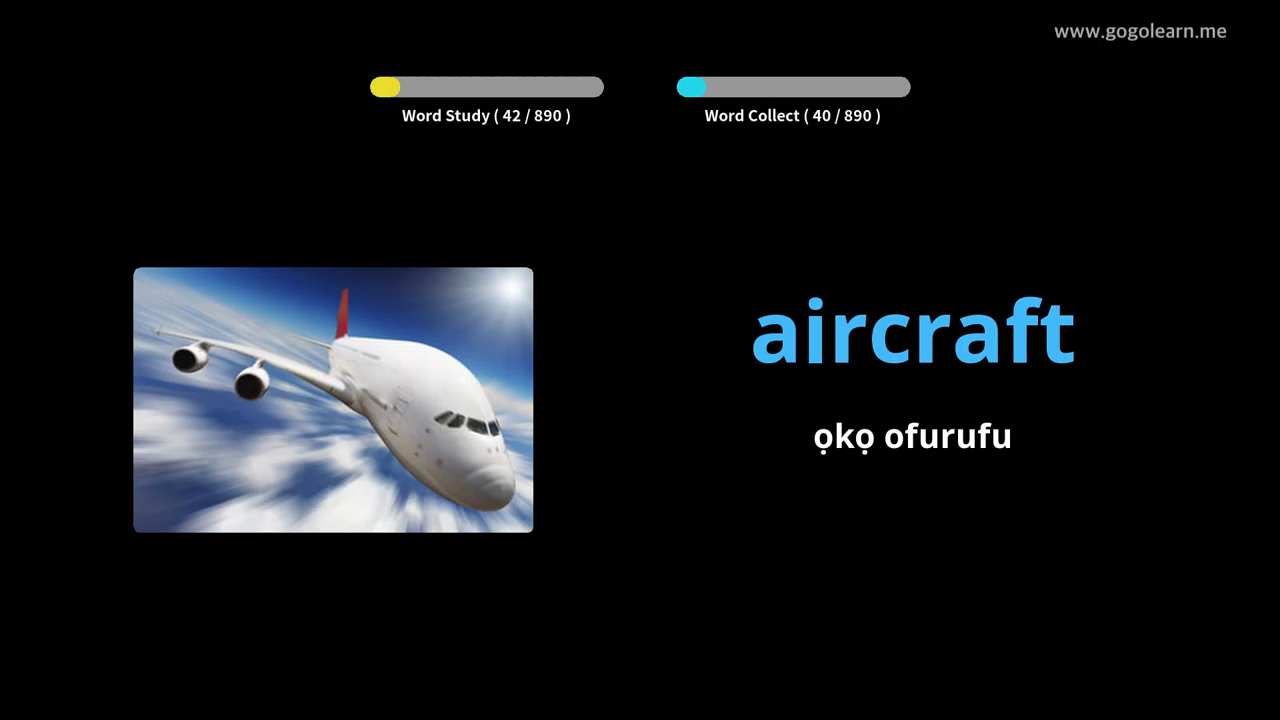 www.gogolearn.me
Word Study ( 42 / 890 )
Word Collect ( 40 / 890 )
aircraft
ọkọ ofurufu